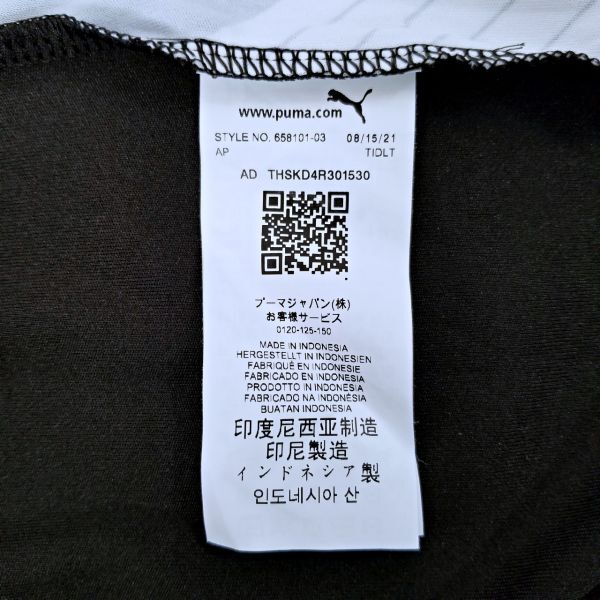 www.puma.com
STYLE NO. 658101-03 08/15/21
AP TIDLT
AD THSKD4R301530
プーマジャパン(株)
お客様サービス
0120-125-150
MADE IN INDONESIA
HERGESTELLT IN INDONESIEN
FABRIQUÉ EN INDONESIE
FABRICADO EN INDONESIA
PRODOTTO IN INDONESIA
FABRICADO NA INDONÉSIA
BUATAN INDONESIA
印度尼西亚制造
印尼製造
インドネシア製
인도네시아 산